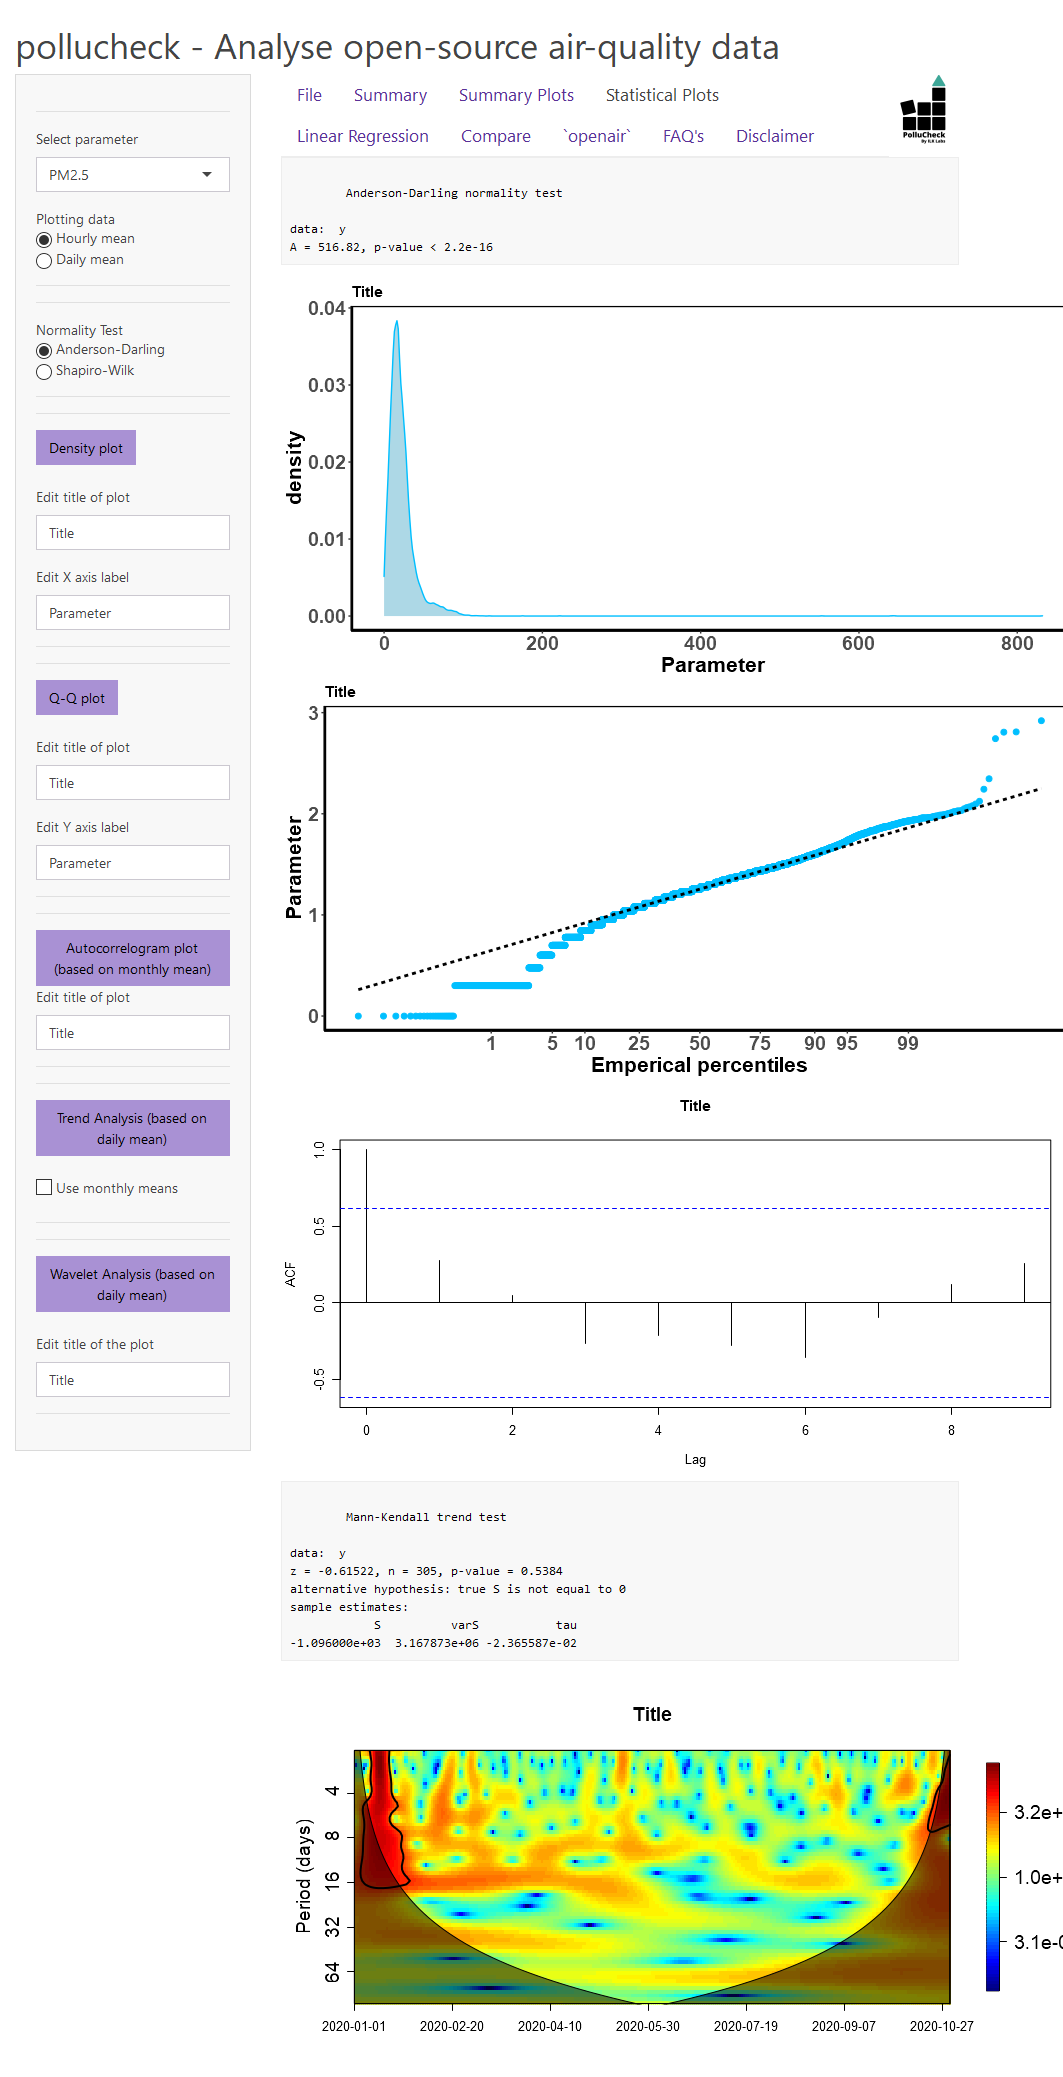 pollucheck - Analyse open-source air-quality data
Select parameter
PM2.5
Plotting data
Hourly mean
Daily mean
Normality Test
Anderson-Darling
Shapiro-Wilk
Density plot
Edit title of plot
Title
Edit X axis label
Parameter
Q-Q plot
Edit title of plot
Title
Edit Y axis label
Parameter
Autocorrelogram plot
(based on monthly mean)
Edit title of plot
Title
Trend Analysis (based on
daily mean)
Use monthly means
Wavelet Analysis (based on
daily mean)
Edit title of the plot
Title
File Summary Summary Plots Statistical Plots
Linear Regression Compare `openair` FAQ's Disclaimer
PolluCheck
By ILK Labs
Anderson-Darling normality test
data: y
A = 516.82, p-value < 2.2e-16
Title
0.04
0.03
0.02
0.01
0.00
density
0 200 400 600 800
Parameter
Title
3
2
1
0
Parameter
1 5 10 25 50 75 90 95 99
Emperical percentiles
Title
1.0
0.5
0.0
-0.5
ACF
0 2 4 6 8
Lag
Mann-Kendall trend test
data: y
z = -0.61522, n = 305, p-value = 0.5384
alternative hypothesis: true S is not equal to 0
sample estimates:
S varS tau
-1.096000e+03 3.167873e+06 -2.365587e-02
Title
4
8
16
32
64
Period (days)
2020-01-01 2020-02-20 2020-04-10 2020-05-30 2020-07-19 2020-09-07 2020-10-27
3.2e+
1.0e+
3.1e-0